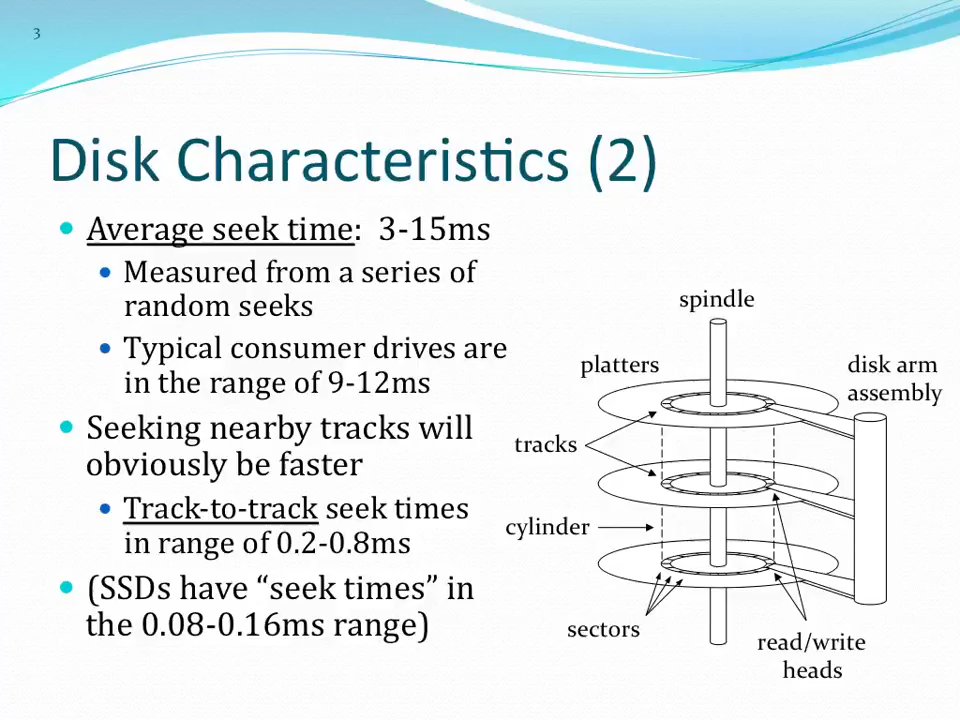 3
Disk Characteristics (2)
Average seek time: 3-15ms
Measured from a series of
random seeks
Typical consumer drives are
in the range of 9-12ms
Seeking nearby tracks will
obviously be faster
Track-to-track seek times
in range of 0.2-0.8ms
(SSDs have “seek times” in
the 0.08-0.16ms range)
spindle
platters
disk arm
assembly
tracks
cylinder
sectors
read/write
heads